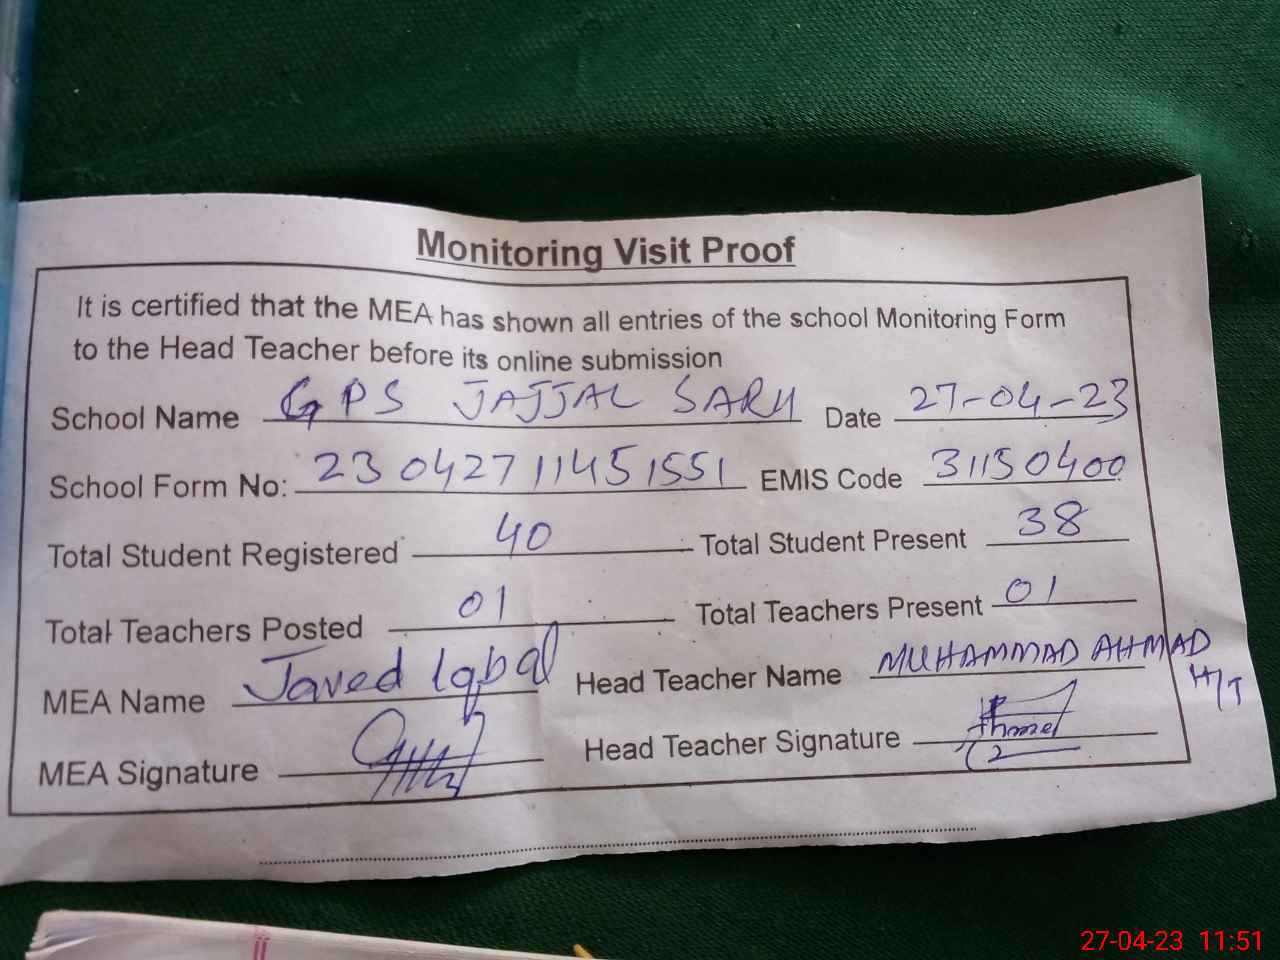 Monitoring Visit Proof
It is certified that the MEA has shown all entries of the school Monitoring Form
to the Head Teacher before its online submission
School Name GPS JAJJAL SARU Date 27-04-23
School Form No: 23042711451551 EMIS Code 31150400
Total Student Registered 40 Total Student Present 38
Total Teachers Posted 01 Total Teachers Present 01
MEA Name Javed Iqbal Head Teacher Name MUHAMMAD AHMAD
H/T
MEA Signature Head Teacher Signature Ahmed
27-04-23 11:51